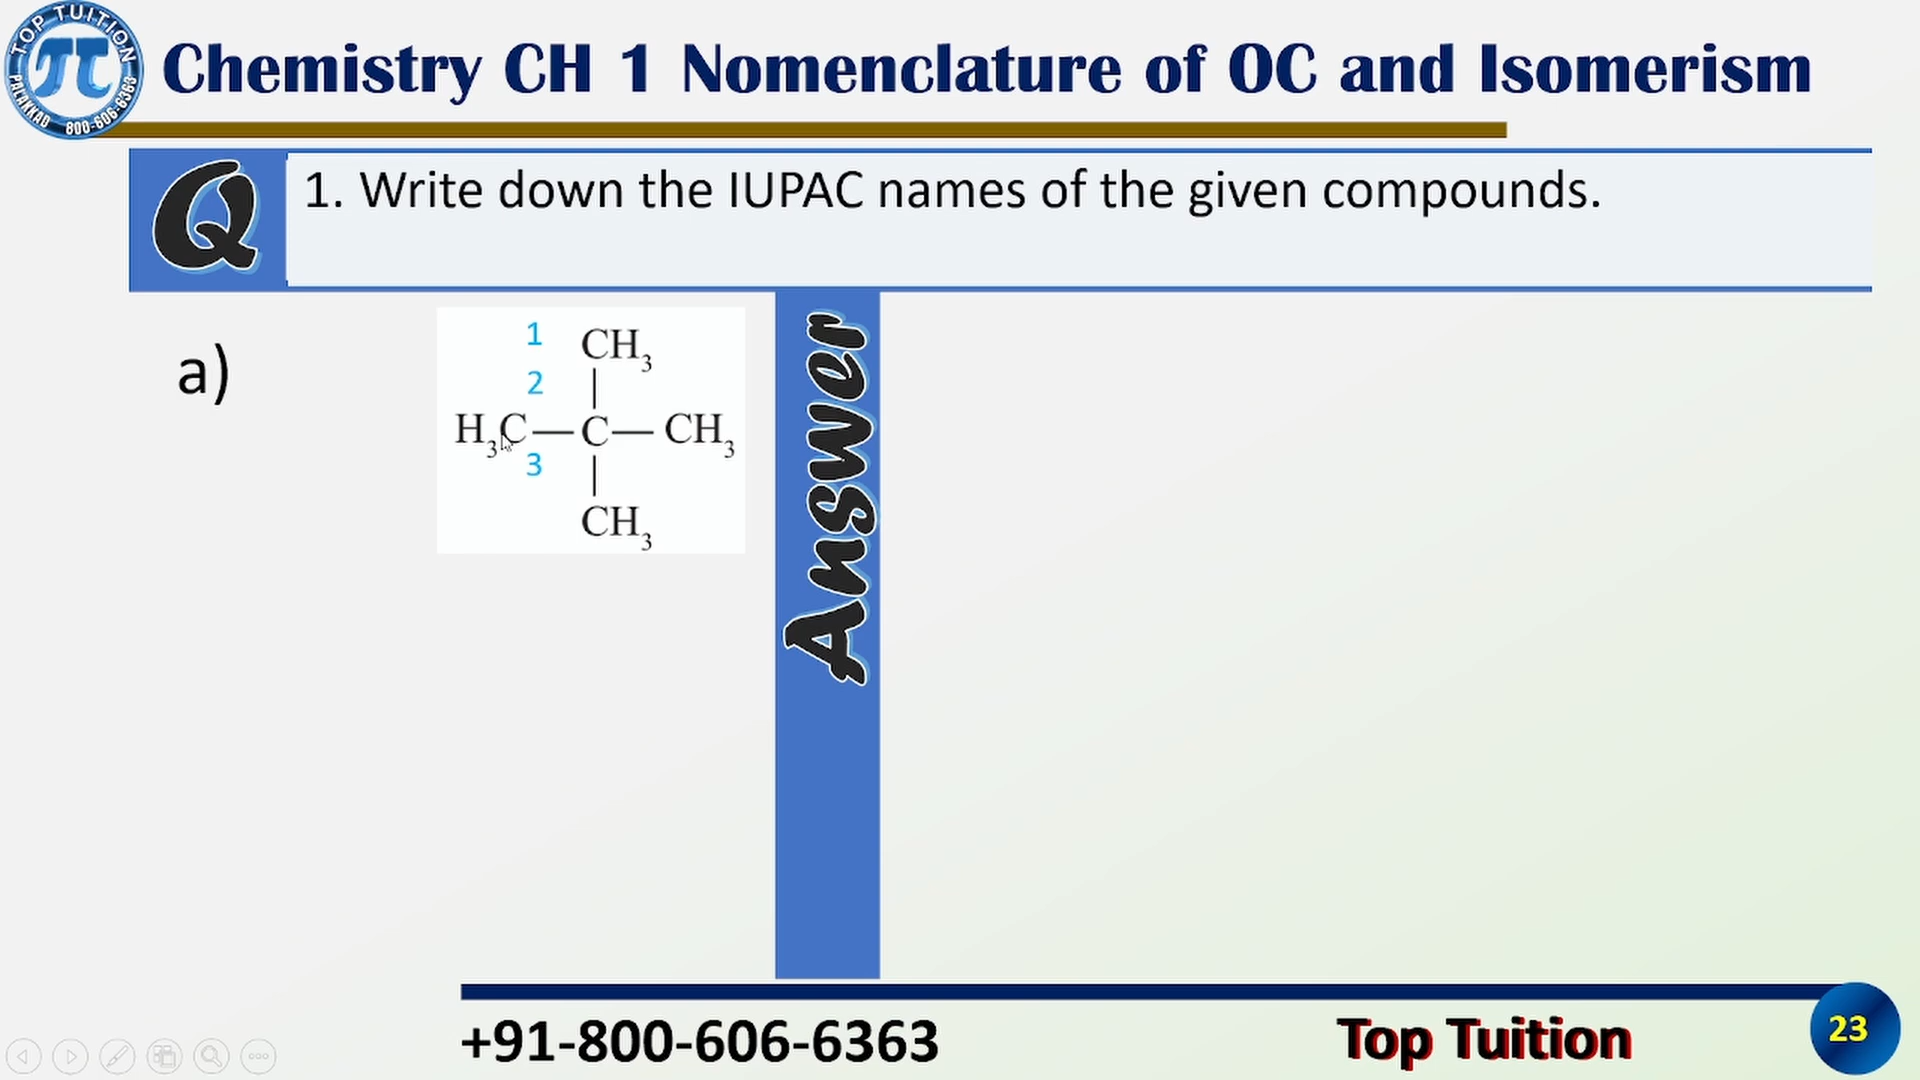 TOP TUITION
PALAKKAD 800-606-6363
Chemistry CH 1 Nomenclature of OC and Isomerism
Q
1. Write down the IUPAC names of the given compounds.
a)
1 CH₃
2
H₃C—C—CH₃
3
CH₃
Answer
+91-800-606-6363
Top Tuition
23